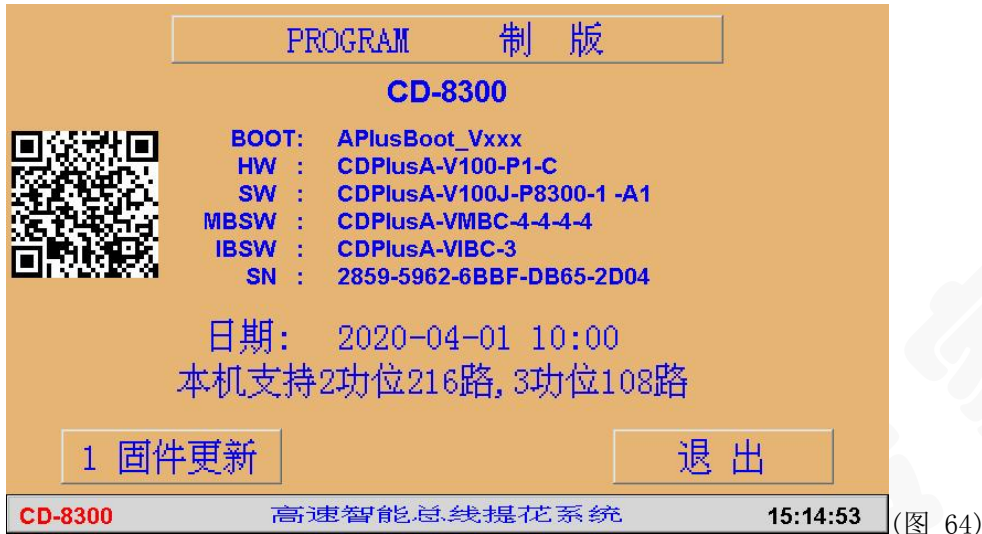 PROGRAM 制 版
CD-8300
BOOT: APlusBoot_Vxxx
HW : CDPlusA-V100-P1-C
SW : CDPlusA-V100J-P8300-1 -A1
MBSW : CDPlusA-VMBC-4-4-4-4
IBSW : CDPlusA-VIBC-3
SN : 2859-5962-6BBF-DB65-2D04
日期: 2020-04-01 10:00
本机支持2功位216路,3功位108路
1 固件更新 退 出
CD-8300 高速智能总线提花系统 15:14:53
(图 64)